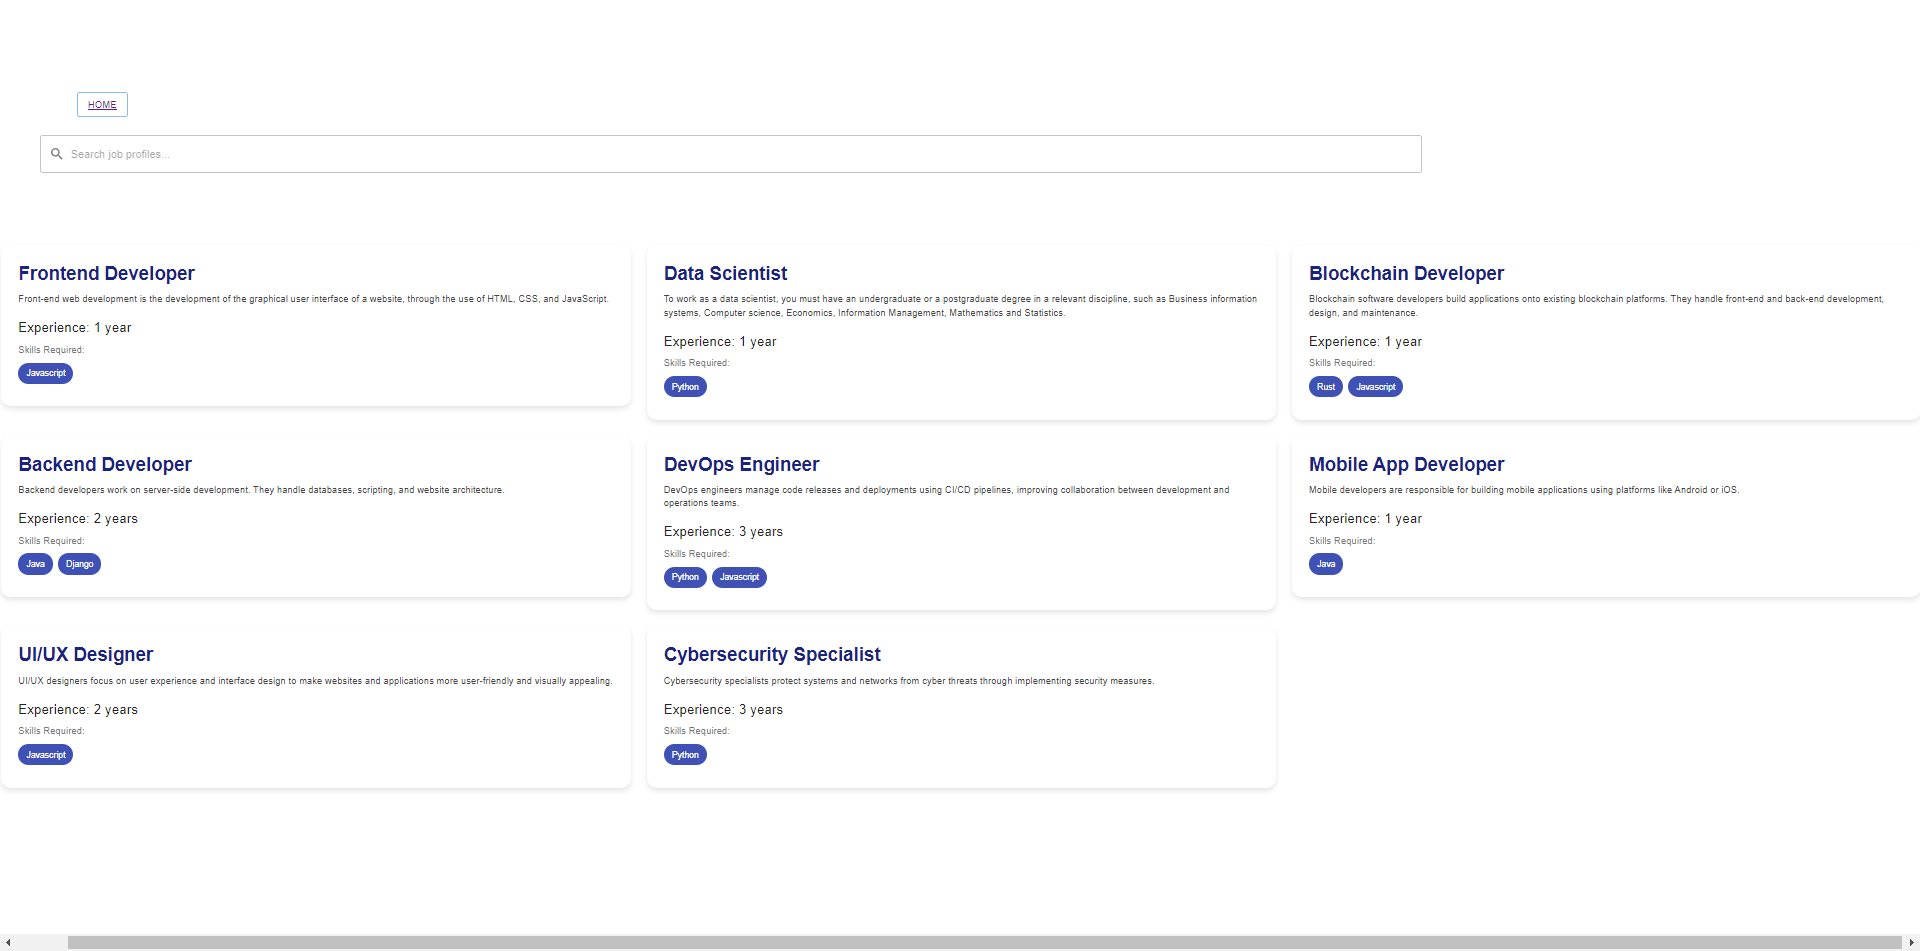 HOME
Search job profiles...
Frontend Developer
Front-end web development is the development of the graphical user interface of a website, through the use of HTML, CSS, and JavaScript.
Experience: 1 year
Skills Required:
Javascript
Data Scientist
To work as a data scientist, you must have an undergraduate or a postgraduate degree in a relevant discipline, such as Business information
systems, Computer science, Economics, Information Management, Mathematics and Statistics.
Experience: 1 year
Skills Required:
Python
Blockchain Developer
Blockchain software developers build applications onto existing blockchain platforms. They handle front-end and back-end development,
design, and maintenance.
Experience: 1 year
Skills Required:
Rust Javascript
Backend Developer
Backend developers work on server-side development. They handle databases, scripting, and website architecture.
Experience: 2 years
Skills Required:
Java Django
DevOps Engineer
DevOps engineers manage code releases and deployments using CI/CD pipelines, improving collaboration between development and
operations teams.
Experience: 3 years
Skills Required:
Python Javascript
Mobile App Developer
Mobile developers are responsible for building mobile applications using platforms like Android or iOS.
Experience: 1 year
Skills Required:
Java
UI/UX Designer
UI/UX designers focus on user experience and interface design to make websites and applications more user-friendly and visually appealing.
Experience: 2 years
Skills Required:
Javascript
Cybersecurity Specialist
Cybersecurity specialists protect systems and networks from cyber threats through implementing security measures.
Experience: 3 years
Skills Required:
Python